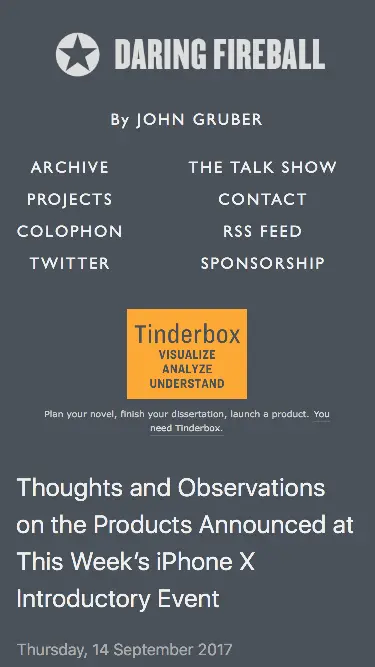 DARING FIREBALL
By JOHN GRUBER
ARCHIVE
THE TALK SHOW
PROJECTS
CONTACT
COLOPHON
RSS FEED
TWITTER
SPONSORSHIP
Tinderbox
VISUALIZE
ANALYZE
UNDERSTAND
Plan your novel, finish your dissertation, launch a product. You
need Tinderbox.
Thoughts and Observations
on the Products Announced at
This Week’s iPhone X
Introductory Event
Thursday, 14 September 2017